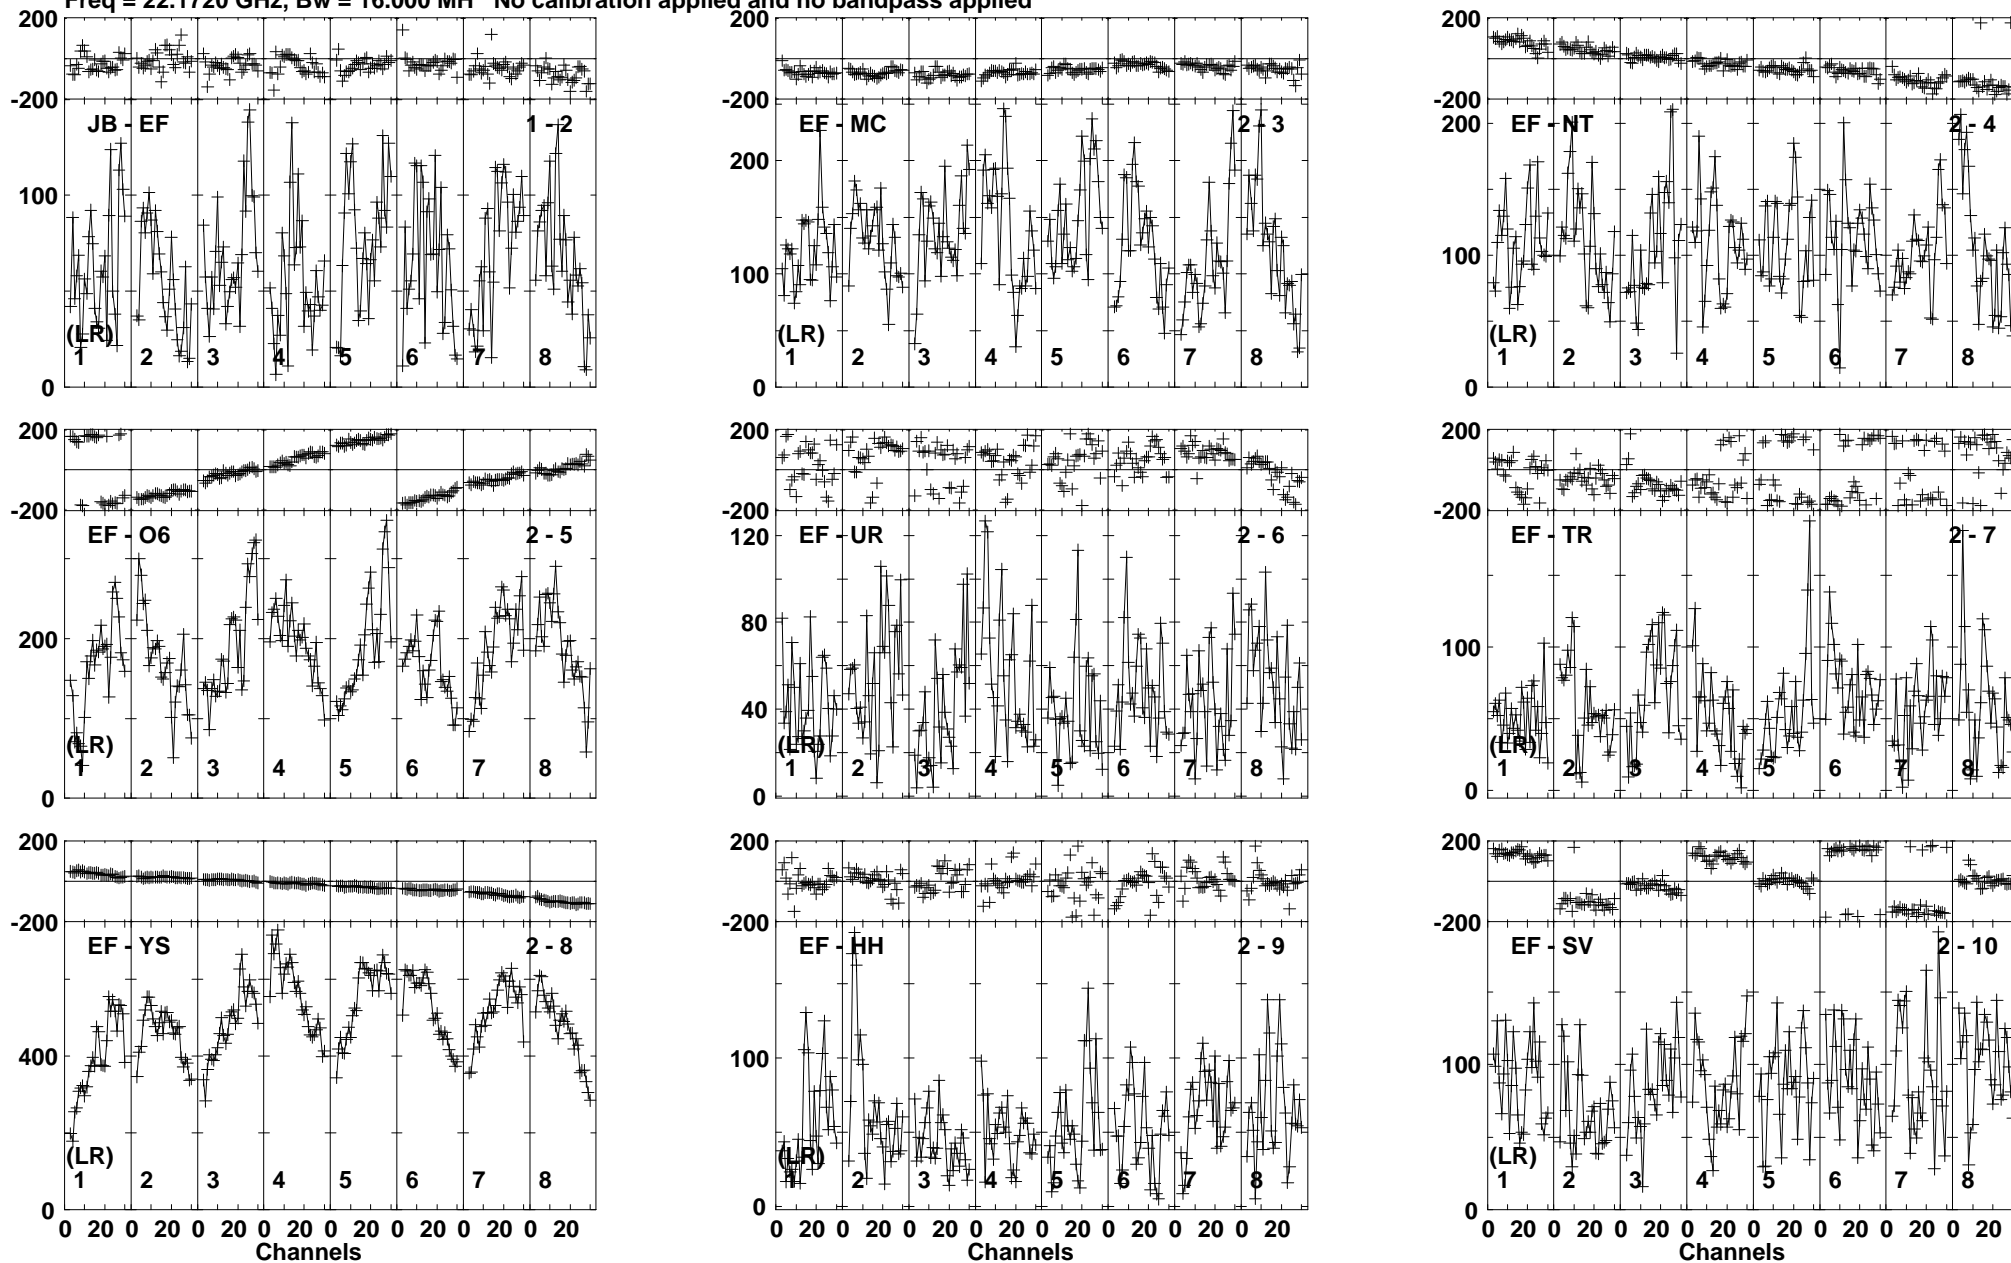 Freq = 22.1720 GHz, Bw = 16.000 MH No calibration applied and no bandpass applied
200
-200
JB - EF 1 - 2
100
0
(LR)
1 2 3 4 5 6 7 8
200
-200
EF - MC 2 - 3
200
100
0
(LR)
1 2 3 4 5 6 7 8
200
-200
EF - NT 2 - 4
200
100
0
(LR)
1 2 3 4 5 6 7 8
200
-200
EF - O6 2 - 5
200
0
(LR)
1 2 3 4 5 6 7 8
200
-200
EF - UR 2 - 6
120
80
40
0
(LR)
1 2 3 4 5 6 7 8
200
-200
EF - TR 2 - 7
100
0
(LR)
1 2 3 4 5 6 7 8
200
-200
EF - YS 2 - 8
400
0
(LR)
1 2 3 4 5 6 7 8
0 20 0 20 0 20 0 20 0 20 0 20 0 20 0 20
Channels
200
-200
EF - HH 2 - 9
100
0
(LR)
1 2 3 4 5 6 7 8
0 20 0 20 0 20 0 20 0 20 0 20 0 20 0 20
Channels
200
-200
EF - SV 2 - 10
100
0
(LR)
1 2 3 4 5 6 7 8
0 20 0 20 0 20 0 20 0 20 0 20 0 20 0 20
Channels